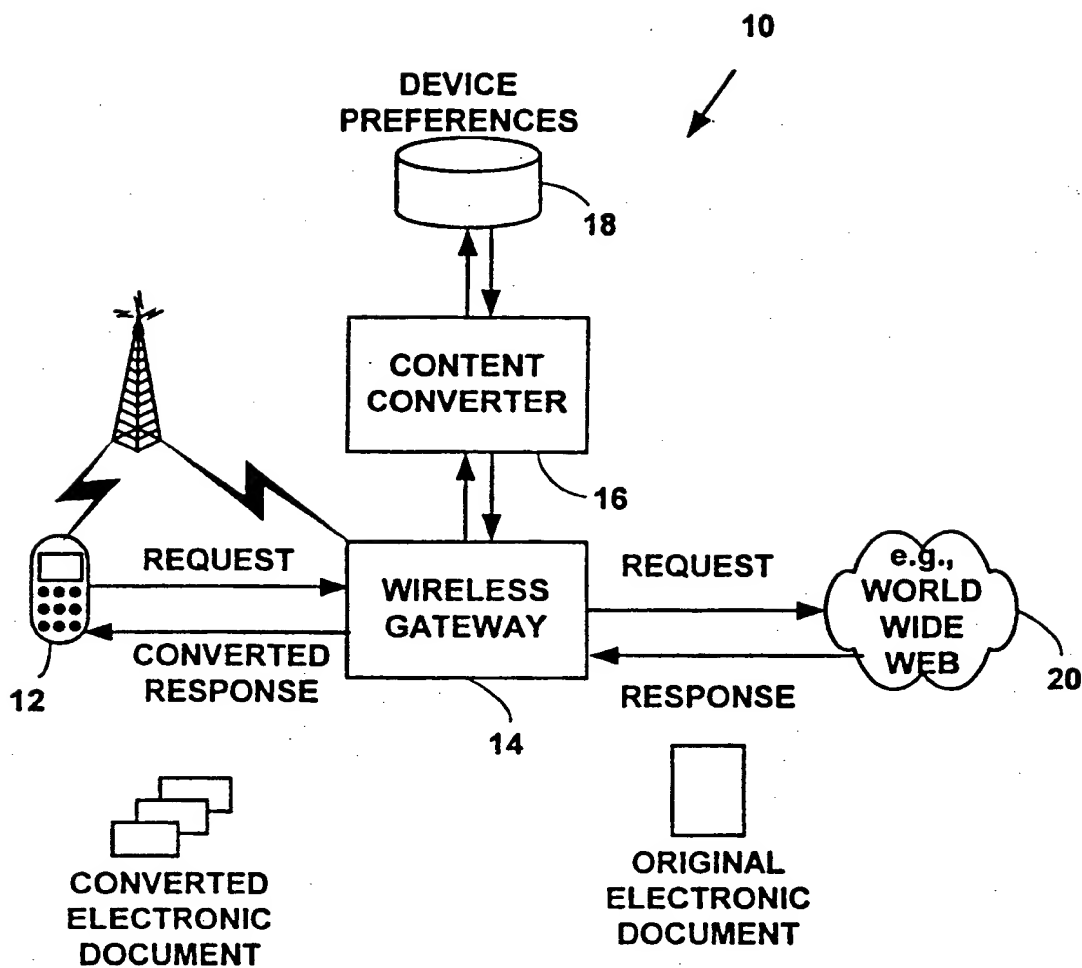 10
DEVICE
PREFERENCES
18
CONTENT
CONVERTER
16
REQUEST
WIRELESS
GATEWAY
REQUEST
e.g.,
WORLD
WIDE
WEB
CONVERTED
RESPONSE
RESPONSE
12
14
20
CONVERTED
ELECTRONIC
DOCUMENT
ORIGINAL
ELECTRONIC
DOCUMENT